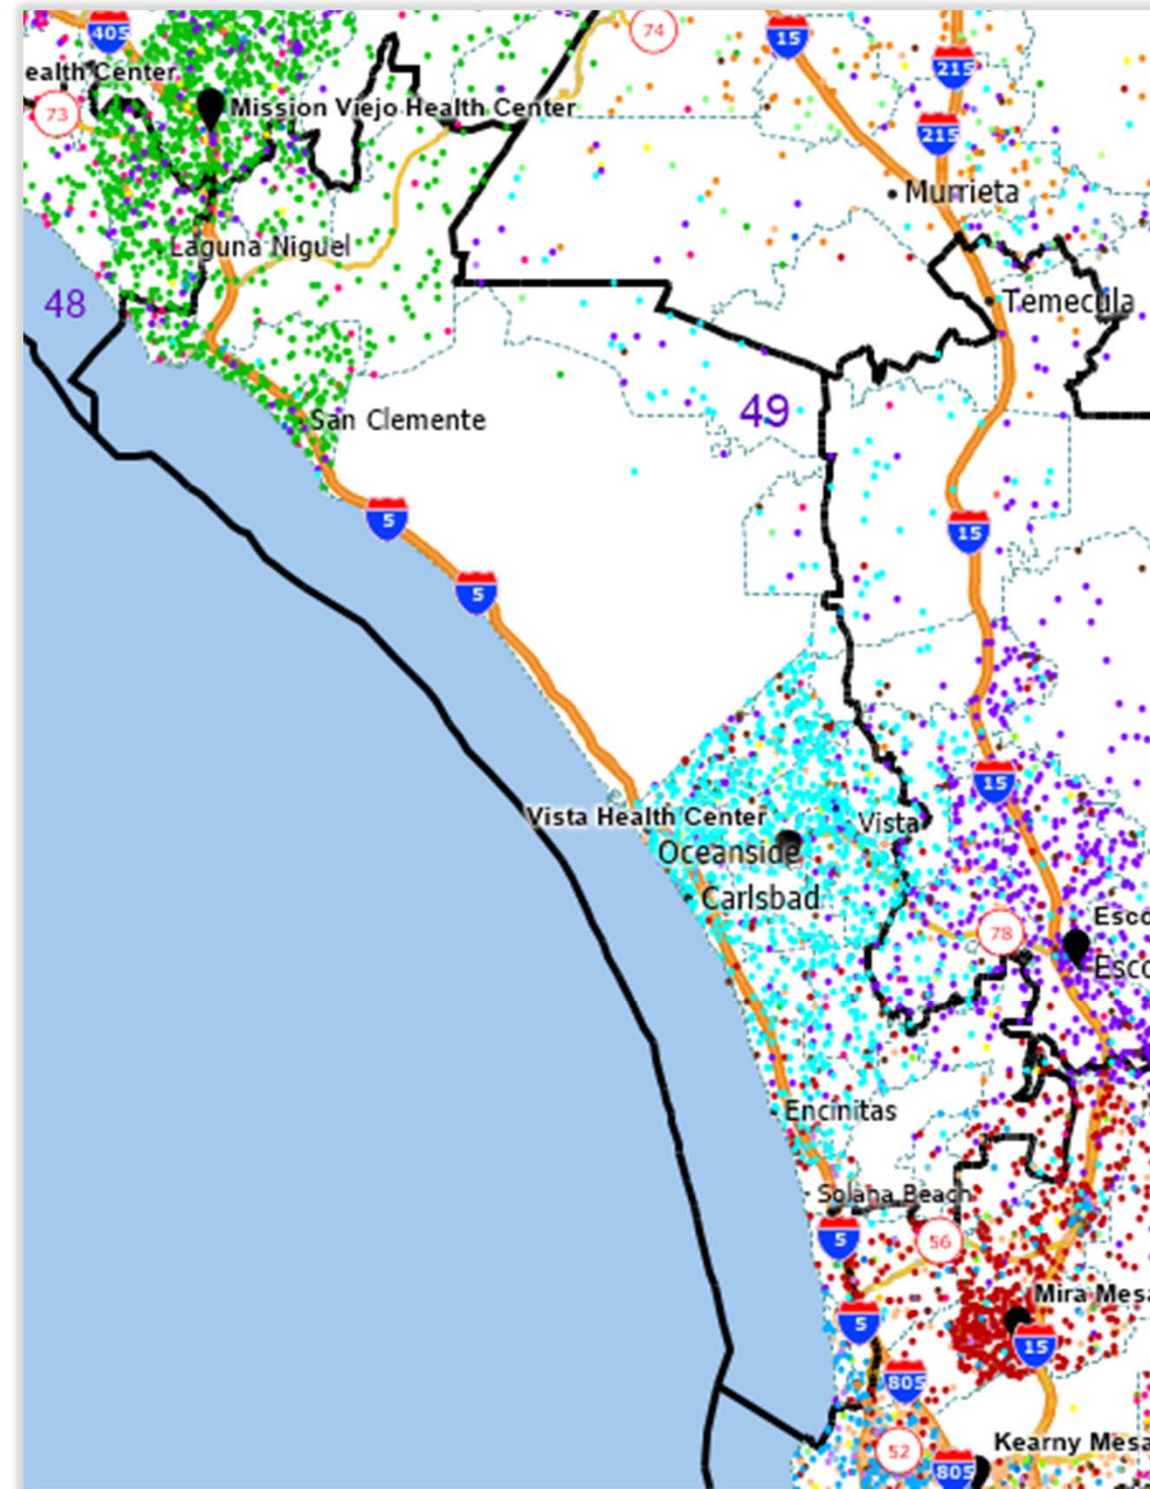 405
74
15
215
ealth Center
73
Mission Viejo Health Center
215
Murrieta
Laguna Niguel
48
Temecula
San Clemente
49
5
15
5
15
Vista Health Center
Vista
Oceanside
Carlsbad
78
Esco
Esco
Encinitas
Solana Beach
5
56
Mira Mesa
5
15
805
52
Kearny Mesa
805